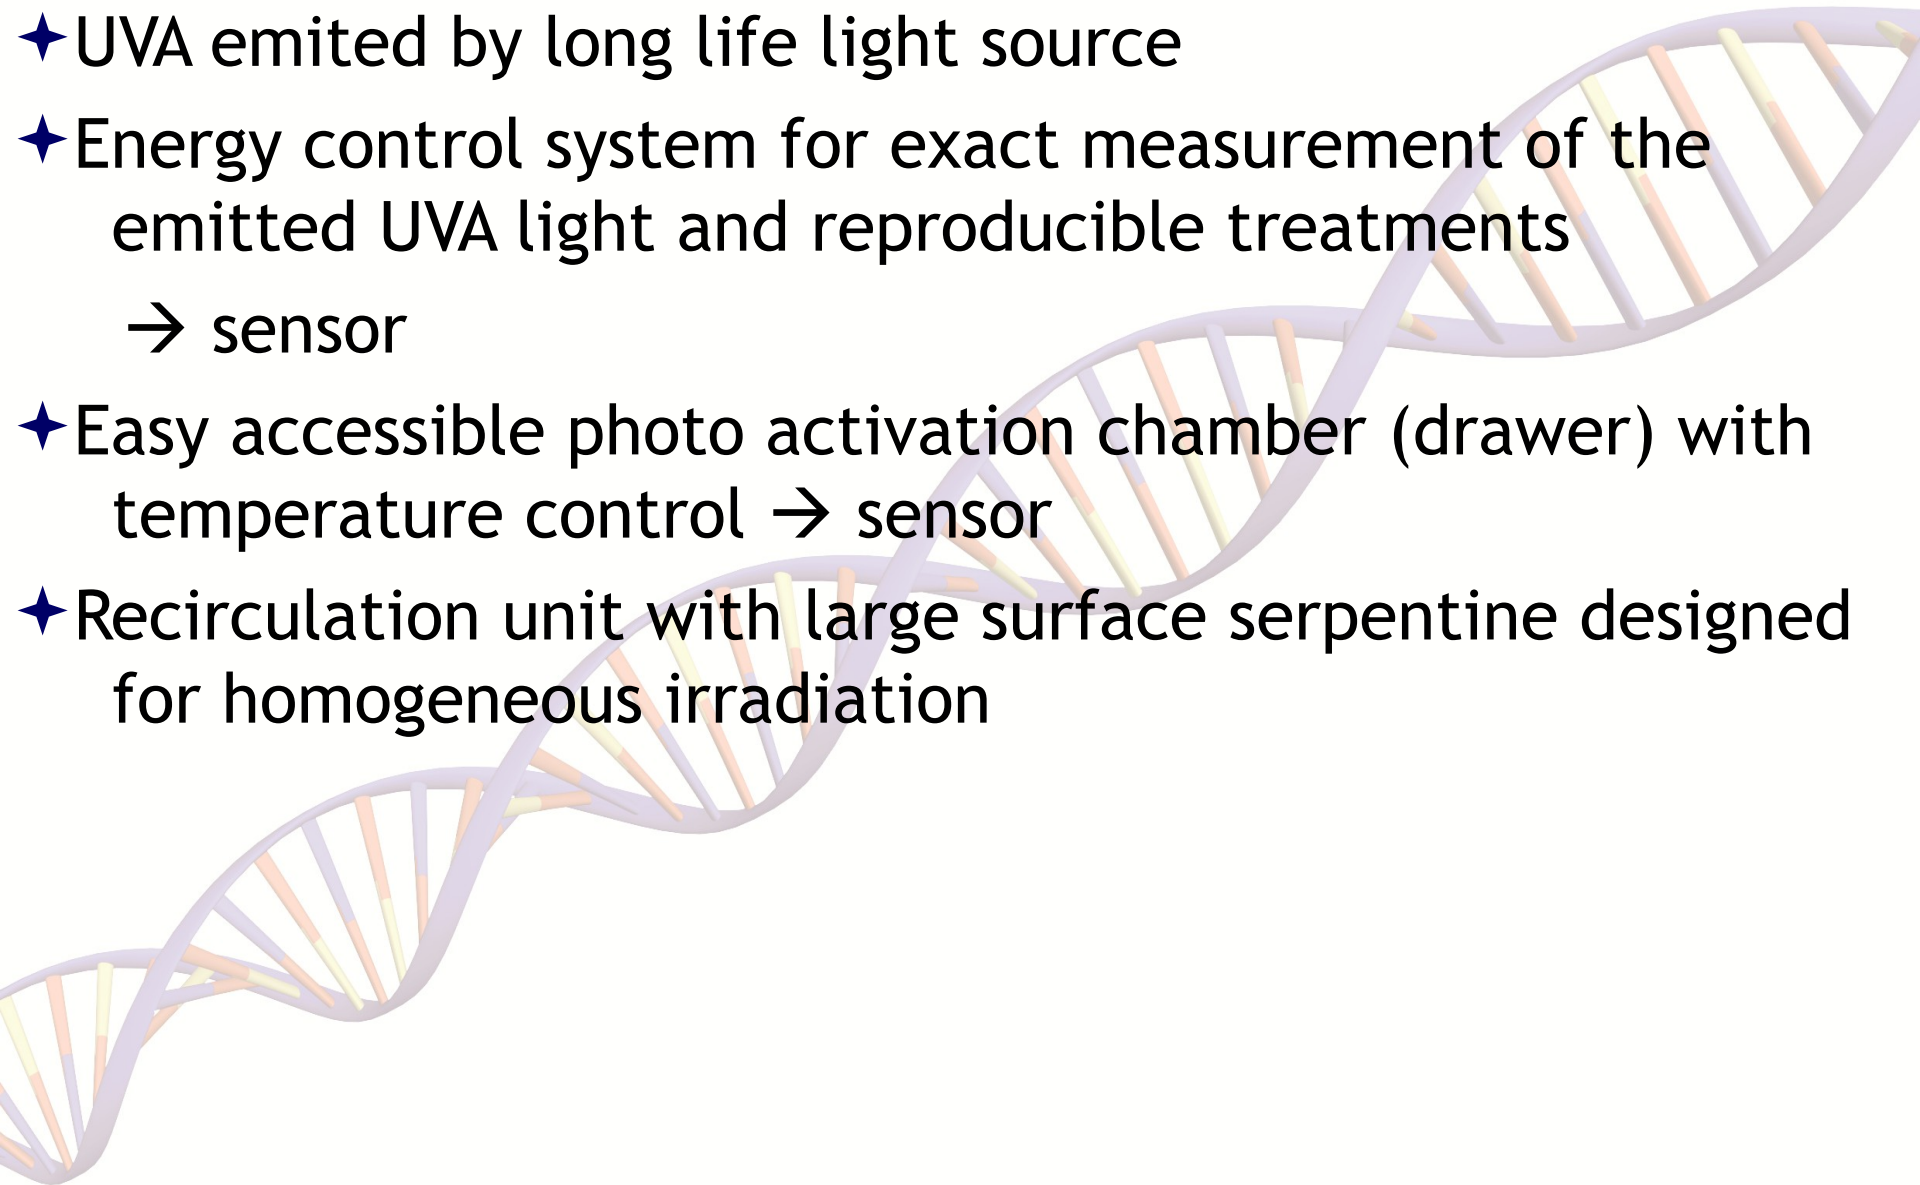 ✦UVA emited by long life light source
✦Energy control system for exact measurement of the
emitted UVA light and reproducible treatments
→ sensor
✦Easy accessible photo activation chamber (drawer) with
temperature control → sensor
✦Recirculation unit with large surface serpentine designed
for homogeneous irradiation